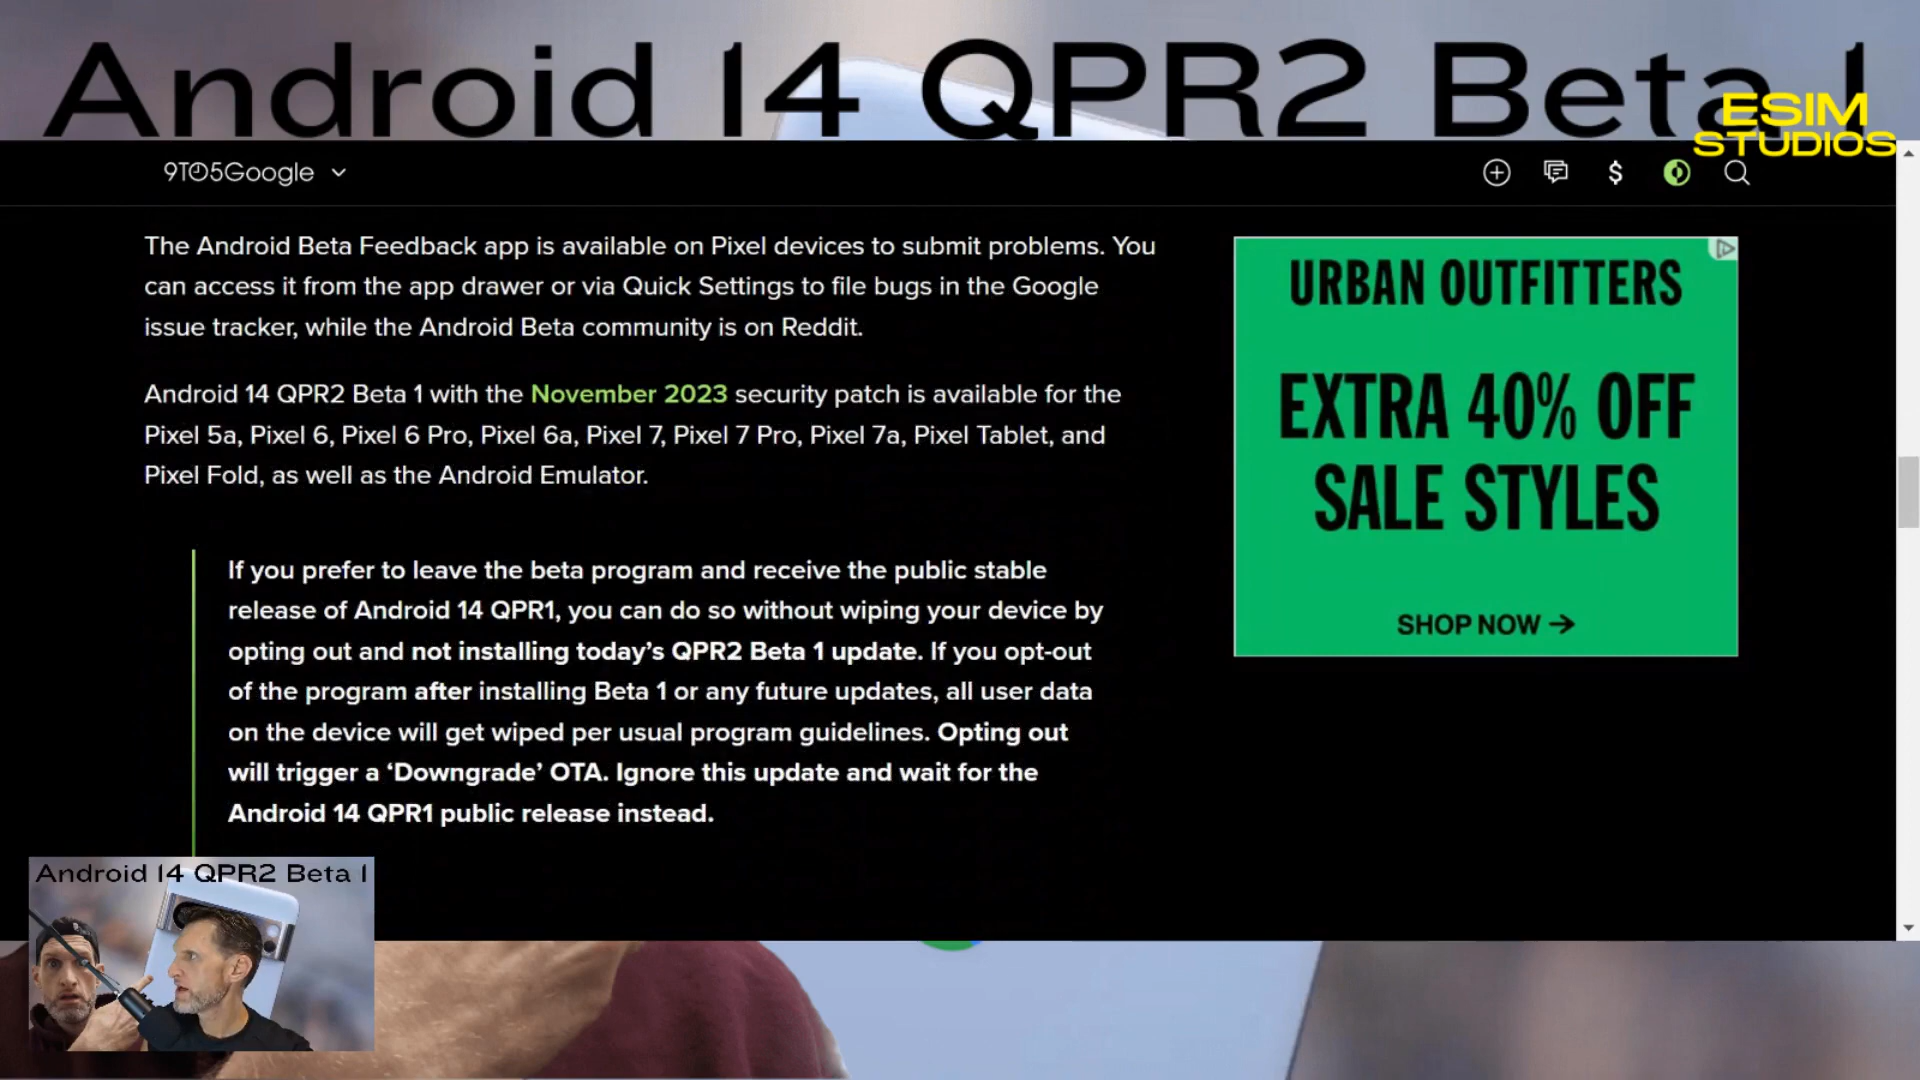 Android 14 QPR2 Beta 1
ESIM
STUDIOS
9TO5Google
The Android Beta Feedback app is available on Pixel devices to submit problems. You
can access it from the app drawer or via Quick Settings to file bugs in the Google
issue tracker, while the Android Beta community is on Reddit.
Android 14 QPR2 Beta 1 with the November 2023 security patch is available for the
Pixel 5a, Pixel 6, Pixel 6 Pro, Pixel 6a, Pixel 7, Pixel 7 Pro, Pixel 7a, Pixel Tablet, and
Pixel Fold, as well as the Android Emulator.
If you prefer to leave the beta program and receive the public stable
release of Android 14 QPR1, you can do so without wiping your device by
opting out and not installing today’s QPR2 Beta 1 update. If you opt-out
of the program after installing Beta 1 or any future updates, all user data
on the device will get wiped per usual program guidelines. Opting out
will trigger a ‘Downgrade’ OTA. Ignore this update and wait for the
Android 14 QPR1 public release instead.
URBAN OUTFITTERS
EXTRA 40% OFF
SALE STYLES
SHOP NOW →
Android 14 QPR2 Beta 1